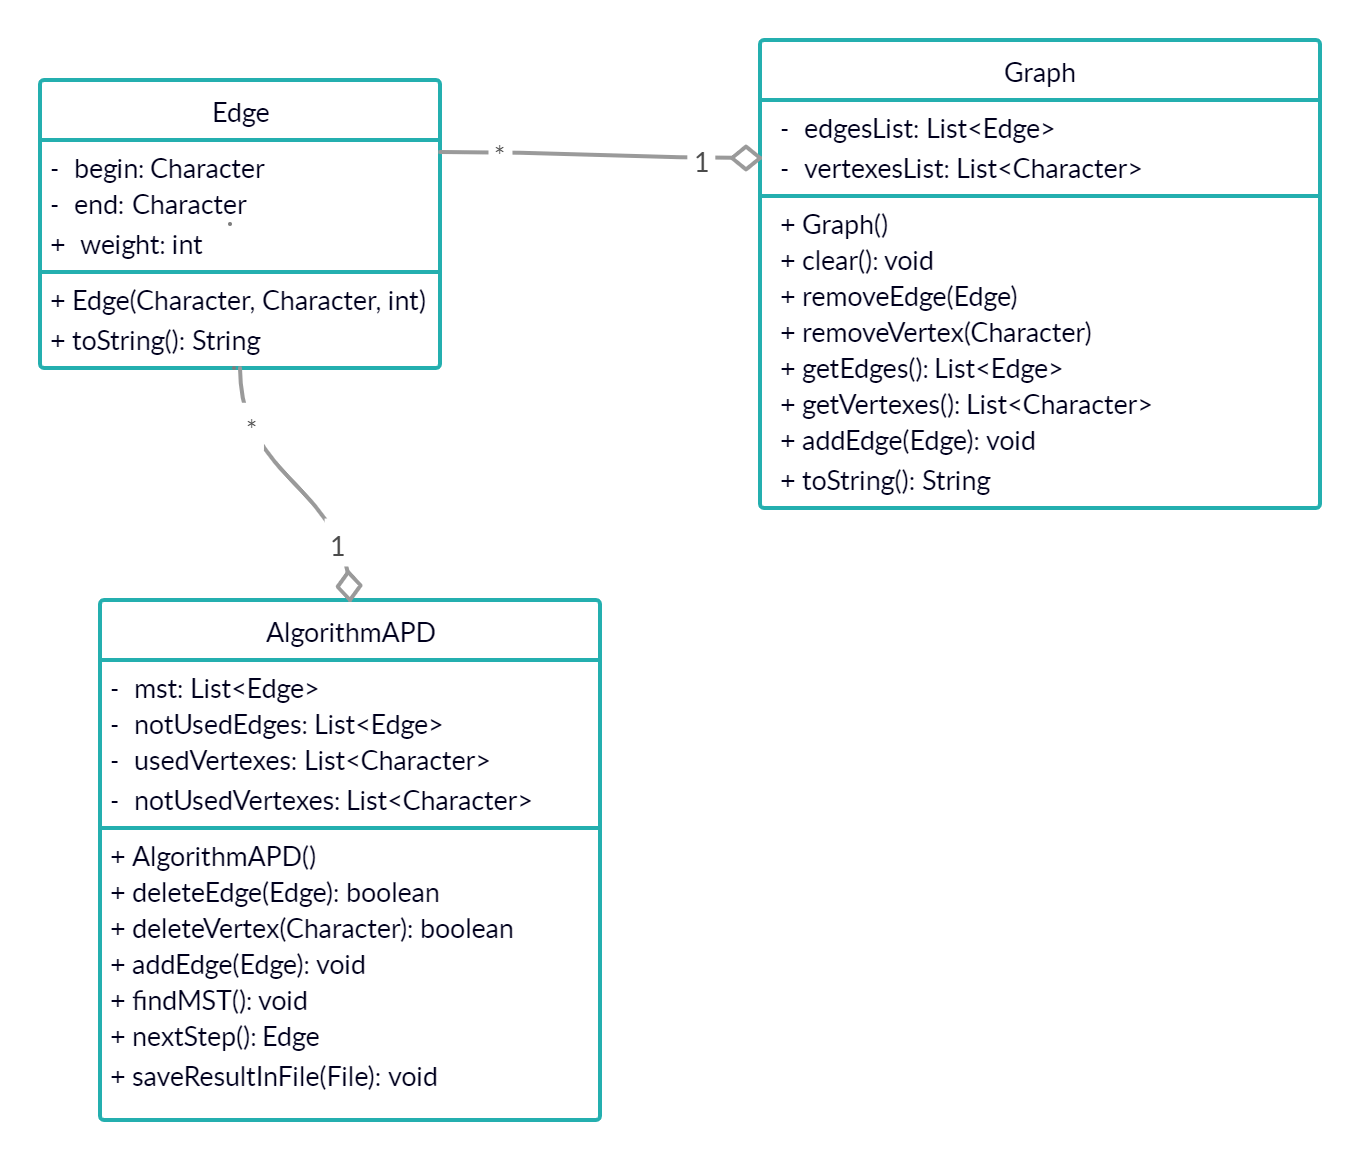 Edge
- begin: Character
- end: Character
+ weight: int
+ Edge(Character, Character, int)
+ toString(): String
*
1
Graph
- edgesList: List<Edge>
- vertexesList: List<Character>
+ Graph()
+ clear(): void
+ removeEdge(Edge)
+ removeVertex(Character)
+ getEdges(): List<Edge>
+ getVertexes(): List<Character>
+ addEdge(Edge): void
+ toString(): String
*
1
AlgorithmAPD
- mst: List<Edge>
- notUsedEdges: List<Edge>
- usedVertexes: List<Character>
- notUsedVertexes: List<Character>
+ AlgorithmAPD()
+ deleteEdge(Edge): boolean
+ deleteVertex(Character): boolean
+ addEdge(Edge): void
+ findMST(): void
+ nextStep(): Edge
+ saveResultInFile(File): void